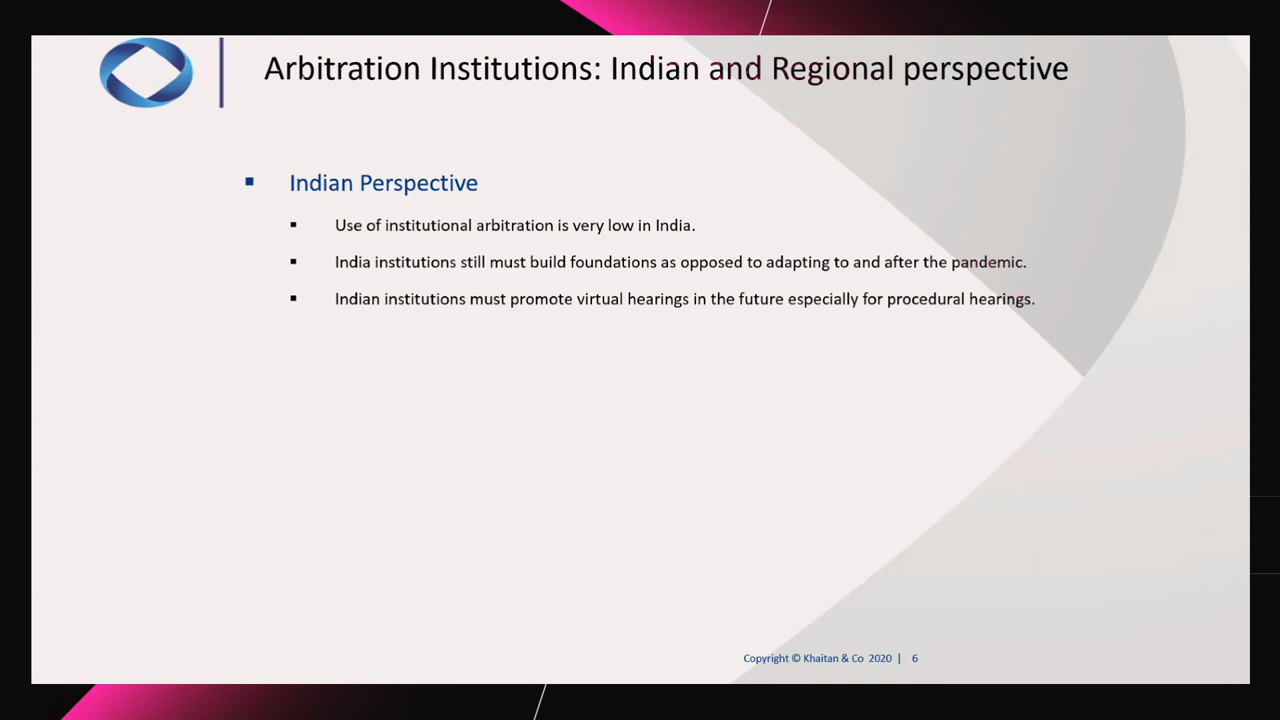 Arbitration Institutions: Indian and Regional perspective
Indian Perspective
Use of institutional arbitration is very low in India.
India institutions still must build foundations as opposed to adapting to and after the pandemic.
Indian institutions must promote virtual hearings in the future especially for procedural hearings.
Copyright © Khaitan & Co 2020 | 6